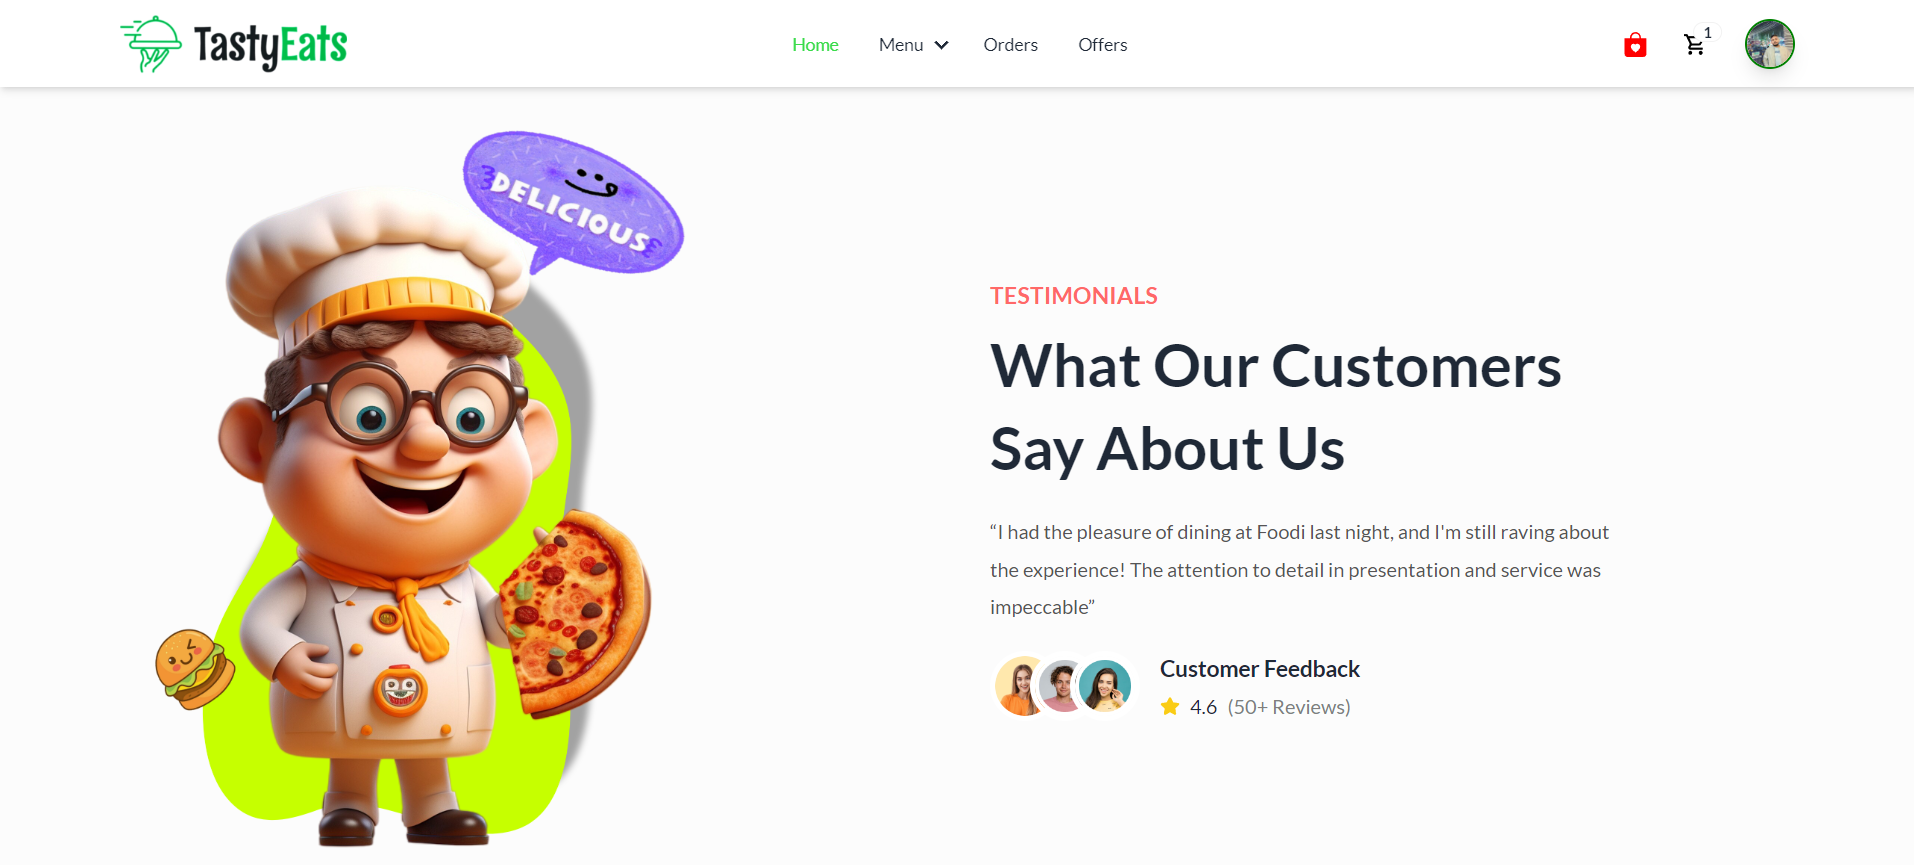 TastyEats
Home
Menu
Orders
Offers
1
DELICIOUS
TESTIMONIALS
What Our Customers
Say About Us
“I had the pleasure of dining at Foodi last night, and I'm still raving about
the experience! The attention to detail in presentation and service was
impeccable”
Customer Feedback
4.6 (50+ Reviews)